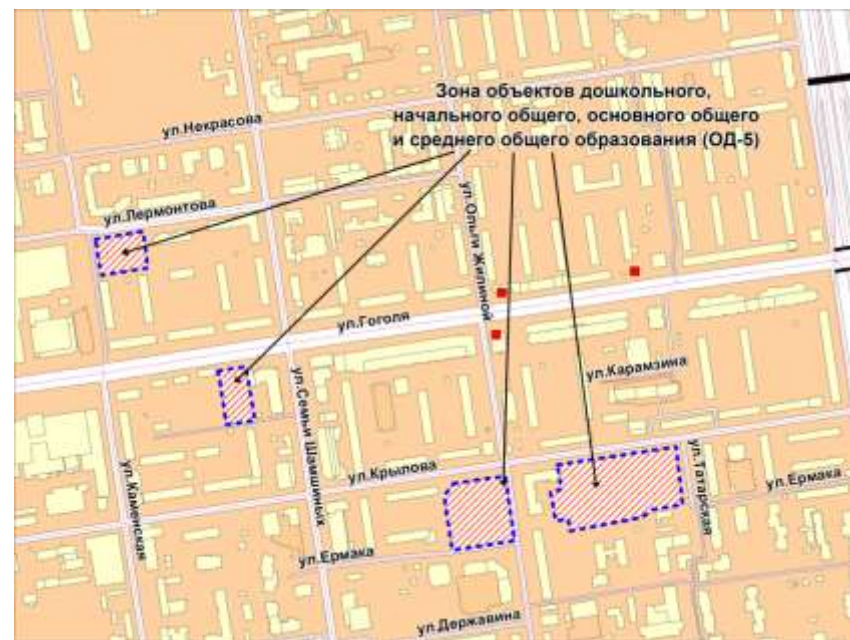 Зона объектов дошкольного,
начального общего, основного общего
и среднего общего образования (ОД-5)
ул.Некрасова
ул.Лермонтова
ул.Ольги Жилиной
ул.Гоголя
ул.Карамзина
ул.Семьи Шамшиных
ул.Крылова
ул.Каменская
ул.Татарская
ул.Ермака
ул.Ермака
ул.Державина